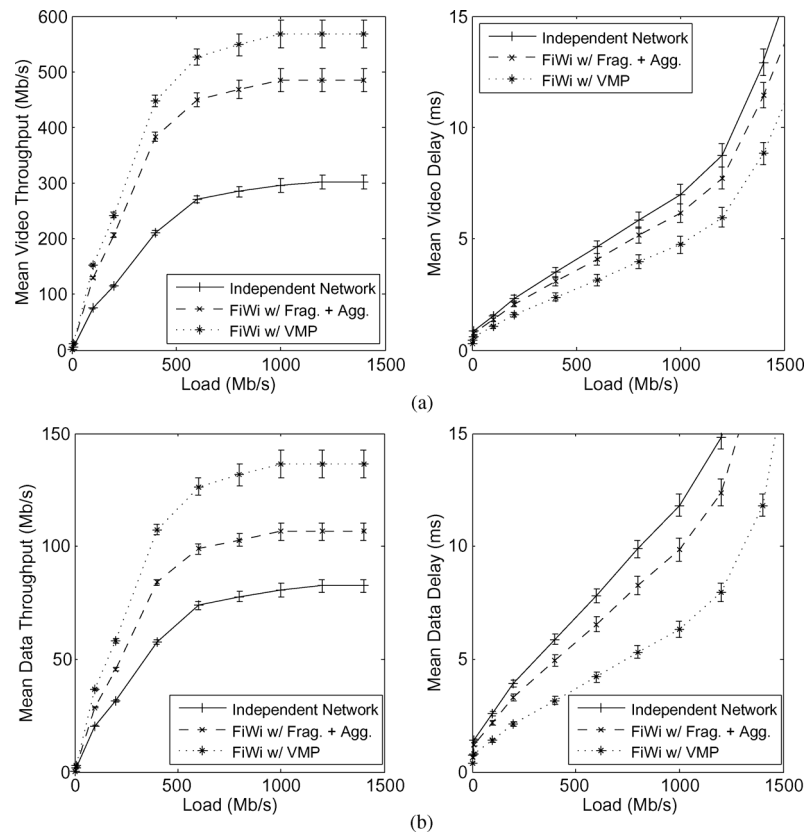 600
500
400
300
200
100
0
Mean Video Throughput (Mb/s)
Independent Network
FiWi w/ Frag. + Agg.
FiWi w/ VMP
0 500 1000 1500
Load (Mb/s)
15
10
5
0
Mean Video Delay (ms)
Independent Network
FiWi w/ Frag. + Agg.
FiWi w/ VMP
500 1000 1500
Load (Mb/s)
(a)
150
100
50
0
Mean Data Throughput (Mb/s)
Independent Network
FiWi w/ Frag. + Agg.
FiWi w/ VMP
0 500 1000 1500
Load (Mb/s)
15
10
5
0
Mean Data Delay (ms)
Independent Network
FiWi w/ Frag. + Agg.
FiWi w/ VMP
500 1000 1500
Load (Mb/s)
(b)